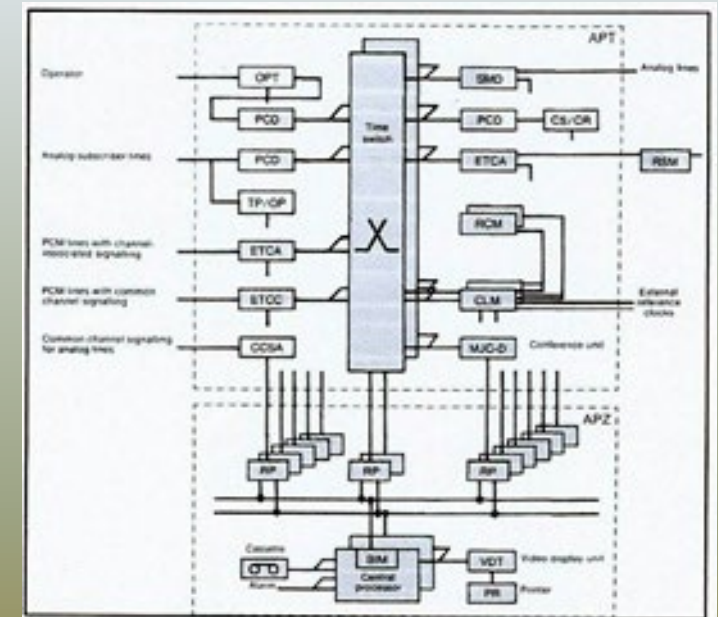 APT
Operator
OPT
SMD
Analog lines
PCD
PCD
CS/CR
Time
switch
Analog subscriber lines
PCD
ETCA
RSM
TP/OP
RCM
PCM lines with channel-
associated signalling
ETCA
PCM lines with common
channel signalling
ETCC
CLM
External
reference
clocks
Common channel signalling
for analog lines
CCSA
MJC-D
Conference unit
APZ
RP
RP
RP
Cassette
BIM
VDT
Video display unit
Alarm
Central
processor
PR
Printer